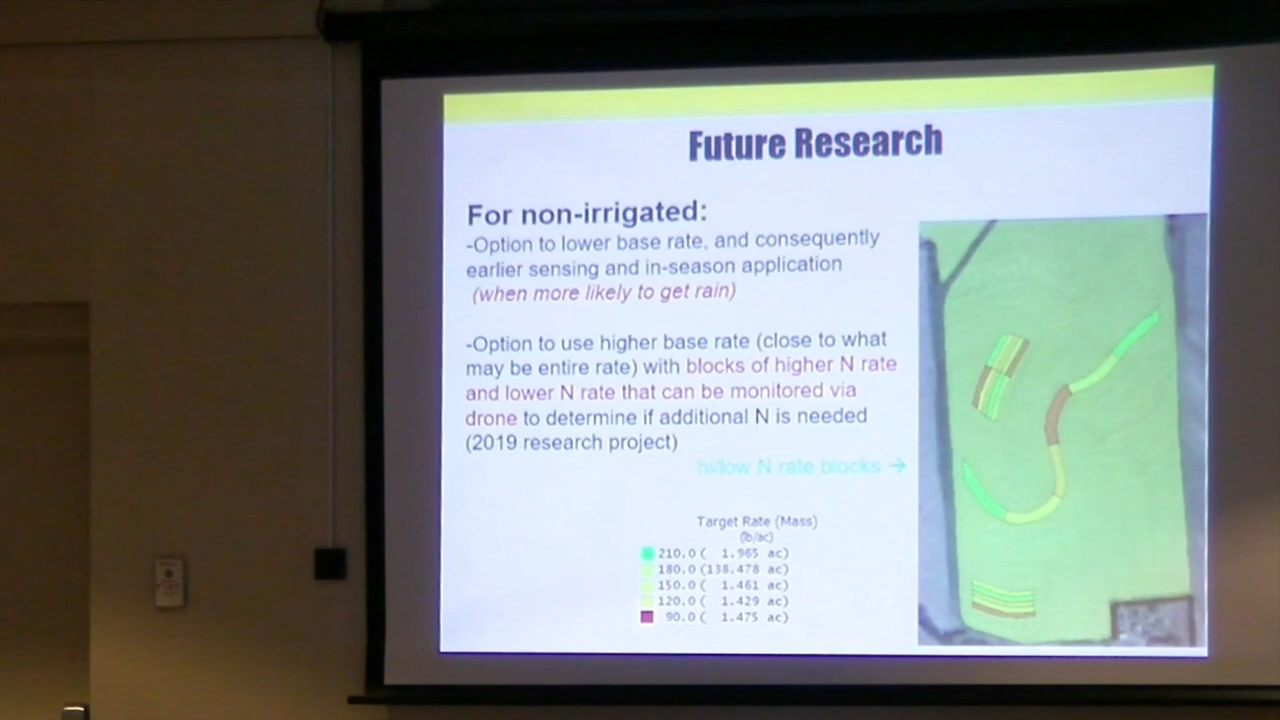 Future Research
For non-irrigated:
-Option to lower base rate, and consequently
earlier sensing and in-season application
(when more likely to get rain)
-Option to use higher base rate (close to what
may be entire rate) with blocks of higher N rate
and lower N rate that can be monitored via
drone to determine if additional N is needed
(2019 research project)
hi/low N rate blocks →
Target Rate (Mass)
(lb/ac)
210.0 ( 1.965 ac)
180.0 (138.478 ac)
150.0 ( 1.461 ac)
120.0 ( 1.429 ac)
90.0 ( 1.475 ac)